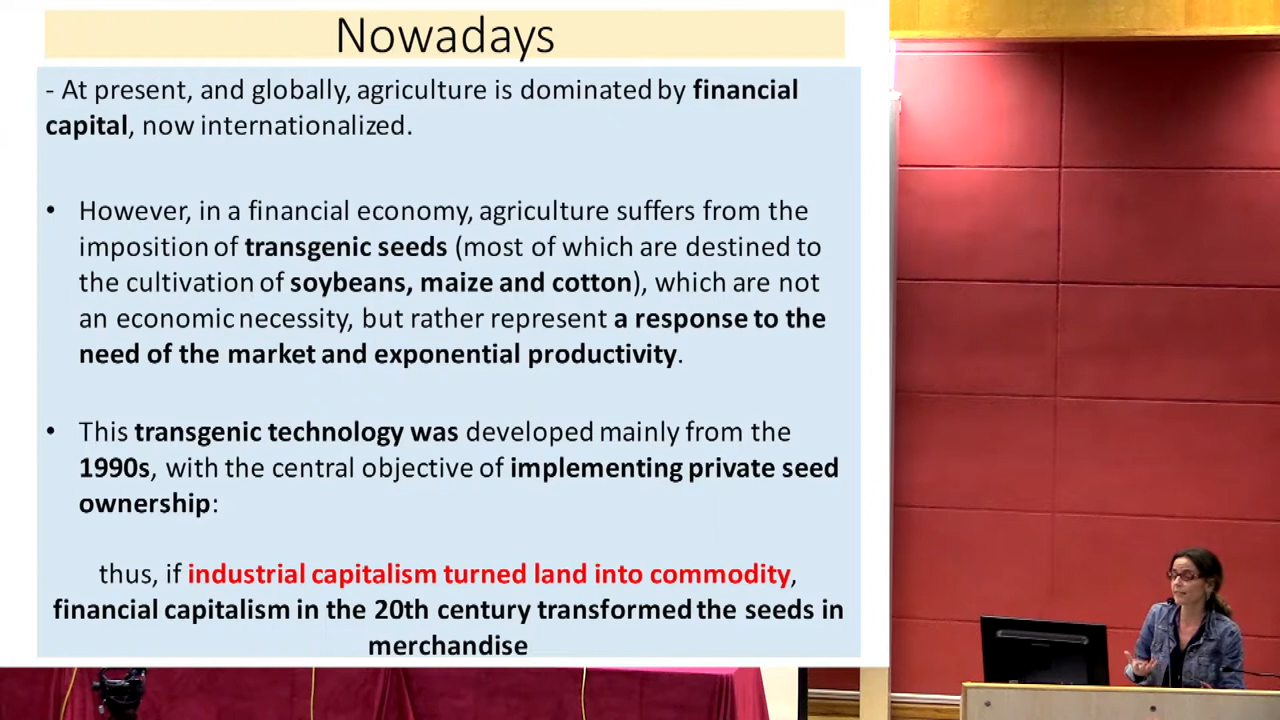 Nowadays
- At present, and globally, agriculture is dominated by financial
capital, now internationalized.
• However, in a financial economy, agriculture suffers from the
imposition of transgenic seeds (most of which are destined to
the cultivation of soybeans, maize and cotton), which are not
an economic necessity, but rather represent a response to the
need of the market and exponential productivity.
• This transgenic technology was developed mainly from the
1990s, with the central objective of implementing private seed
ownership:
thus, if industrial capitalism turned land into commodity,
financial capitalism in the 20th century transformed the seeds in
merchandise